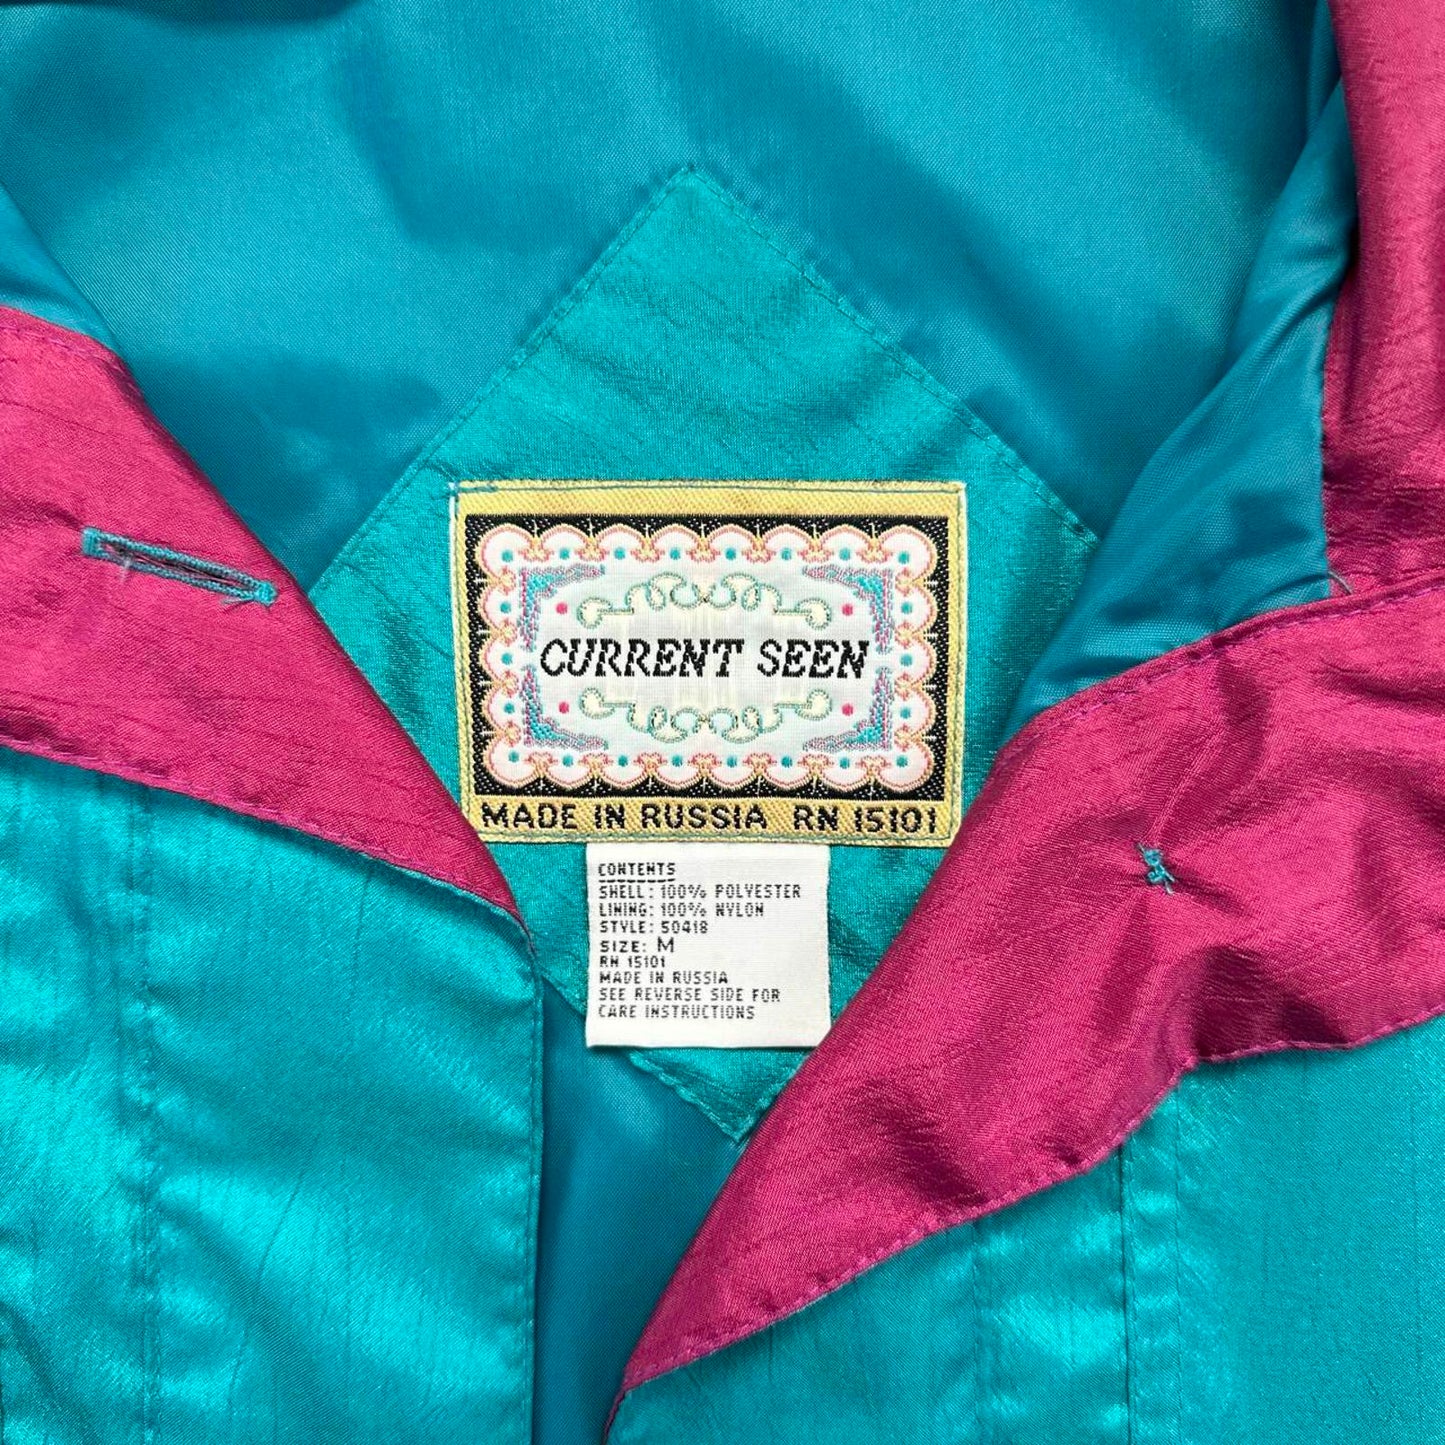 CURRENT SEEN
MADE IN RUSSIA RN 15101
CONTENTS
SHELL: 100% POLYESTER
LINING: 100% NYLON
STYLE: 50418
SIZE: M
RN 15101
MADE IN RUSSIA
SEE REVERSE SIDE FOR
CARE INSTRUCTIONS